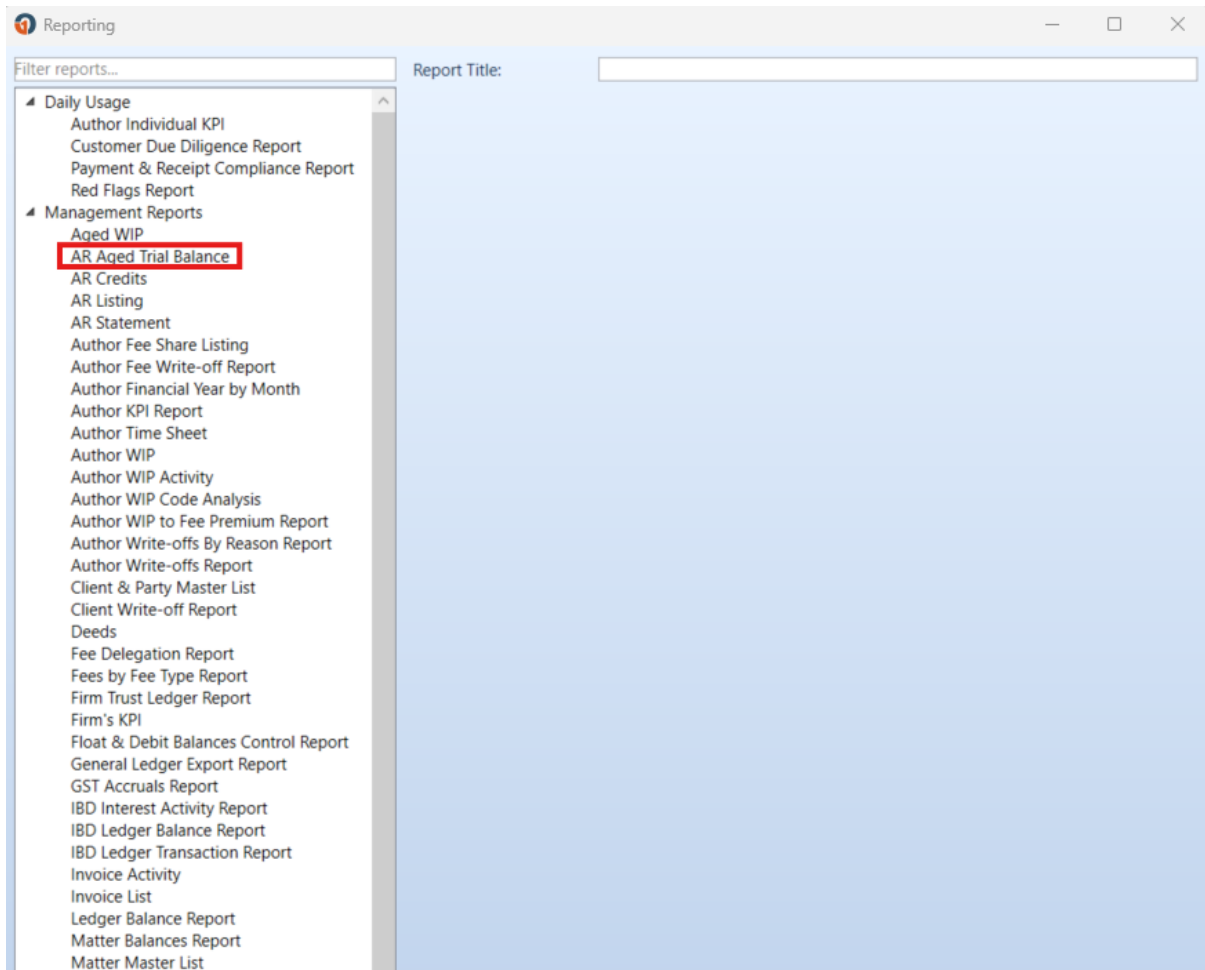 Reporting
Filter reports...
Report Title:
Daily Usage
Author Individual KPI
Customer Due Diligence Report
Payment & Receipt Compliance Report
Red Flags Report
Management Reports
Aged WIP
AR Aged Trial Balance
AR Credits
AR Listing
AR Statement
Author Fee Share Listing
Author Fee Write-off Report
Author Financial Year by Month
Author KPI Report
Author Time Sheet
Author WIP
Author WIP Activity
Author WIP Code Analysis
Author WIP to Fee Premium Report
Author Write-offs By Reason Report
Author Write-offs Report
Client & Party Master List
Client Write-off Report
Deeds
Fee Delegation Report
Fees by Fee Type Report
Firm Trust Ledger Report
Firm's KPI
Float & Debit Balances Control Report
General Ledger Export Report
GST Accruals Report
IBD Interest Activity Report
IBD Ledger Balance Report
IBD Ledger Transaction Report
Invoice Activity
Invoice List
Ledger Balance Report
Matter Balances Report
Matter Master List